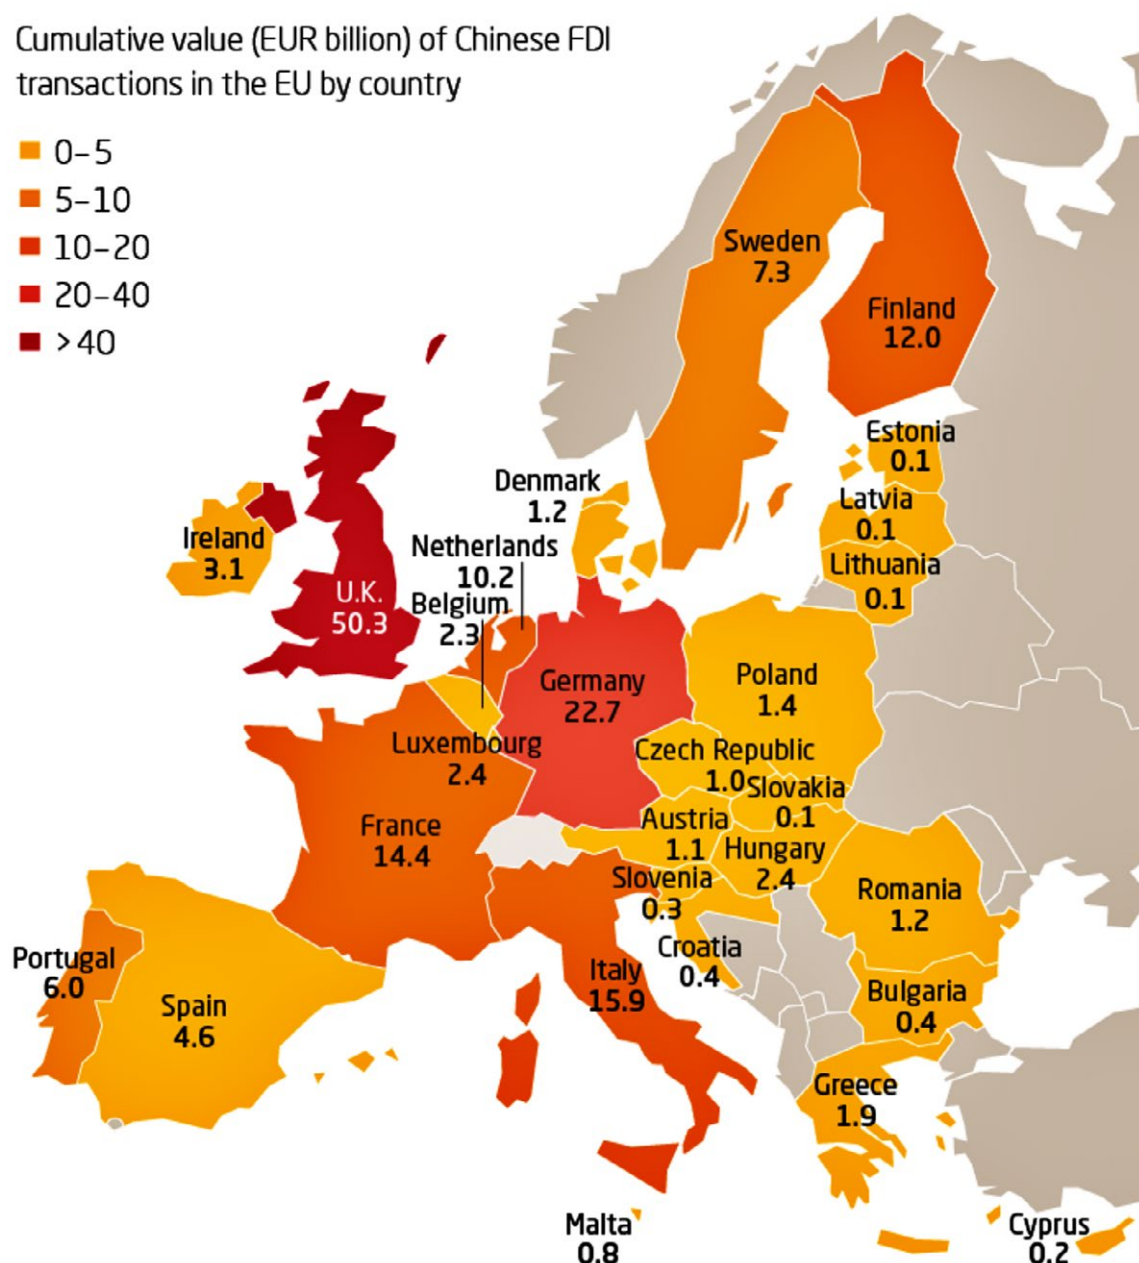 Cumulative value (EUR billion) of Chinese FDI
transactions in the EU by country
0–5
5–10
10–20
20–40
>40
Sweden
7.3
Finland
12.0
Estonia
0.1
Denmark
1.2
Latvia
0.1
Ireland
3.1
Netherlands
10.2
Lithuania
0.1
U.K.
50.3
Belgium
2.3
Germany
22.7
Poland
1.4
Luxembourg
2.4
Czech Republic
1.0
Slovakia
0.1
France
14.4
Austria
1.1
Hungary
2.4
Slovenia
0.3
Romania
1.2
Croatia
0.4
Portugal
6.0
Spain
4.6
Italy
15.9
Bulgaria
0.4
Greece
1.9
Malta
0.8
Cyprus
0.2